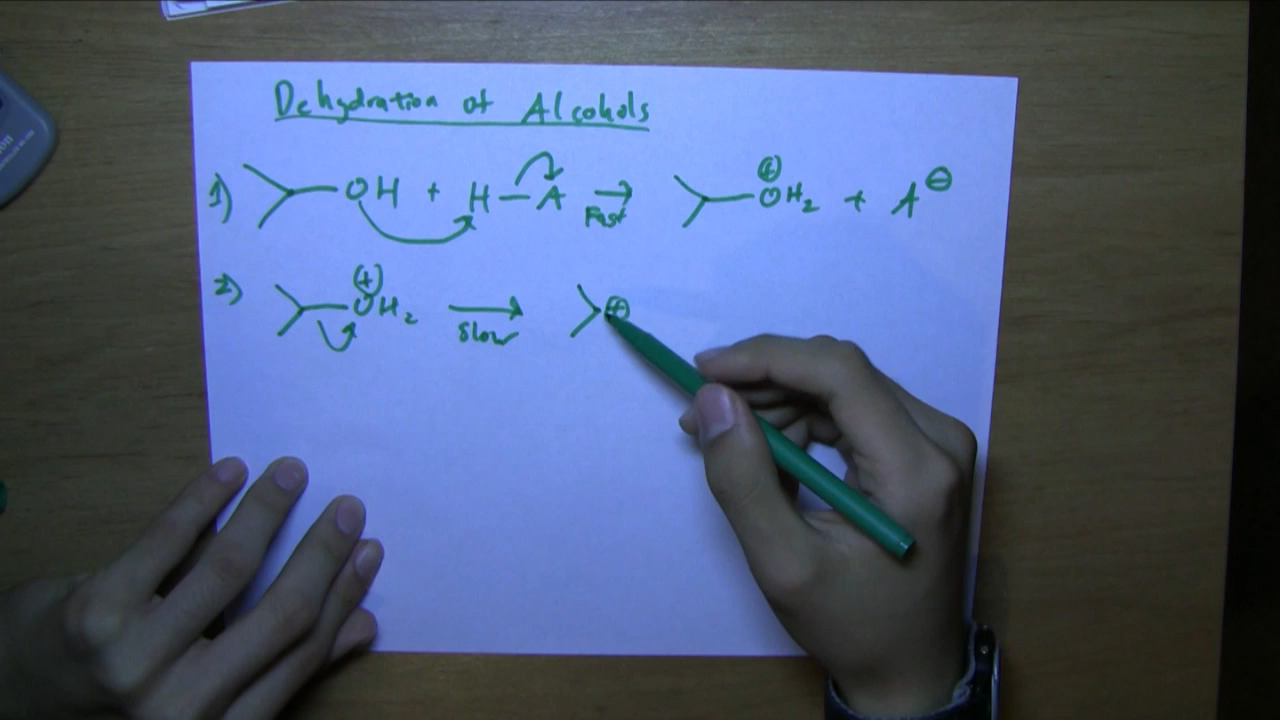 Dehydration of Alcohols
1) OH + H — A → Fast ⊕ OH₂ + A ⊖
2) ⊕ OH₂ → Slow ⊕